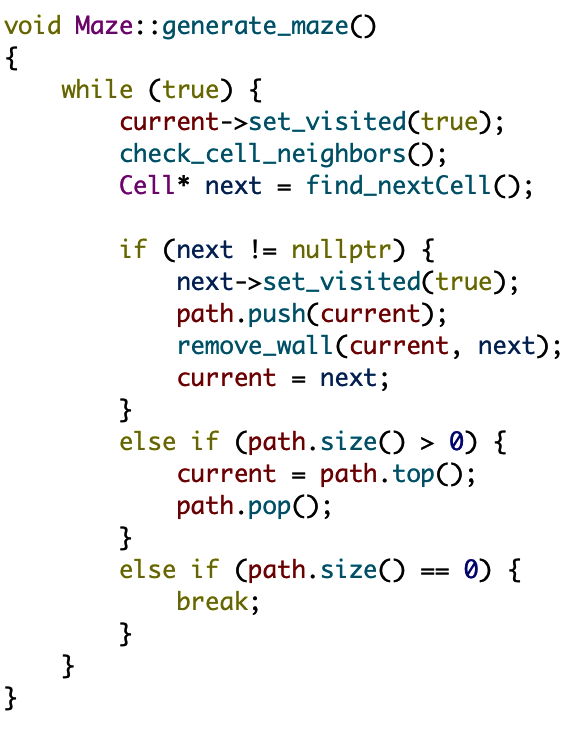 void Maze::generate_maze()
{
    while (true) {
        current->set_visited(true);
        check_cell_neighbors();
        Cell* next = find_nextCell();

        if (next != nullptr) {
            next->set_visited(true);
            path.push(current);
            remove_wall(current, next);
            current = next;
        }
        else if (path.size() > 0) {
            current = path.top();
            path.pop();
        }
        else if (path.size() == 0) {
            break;
        }
    }
}